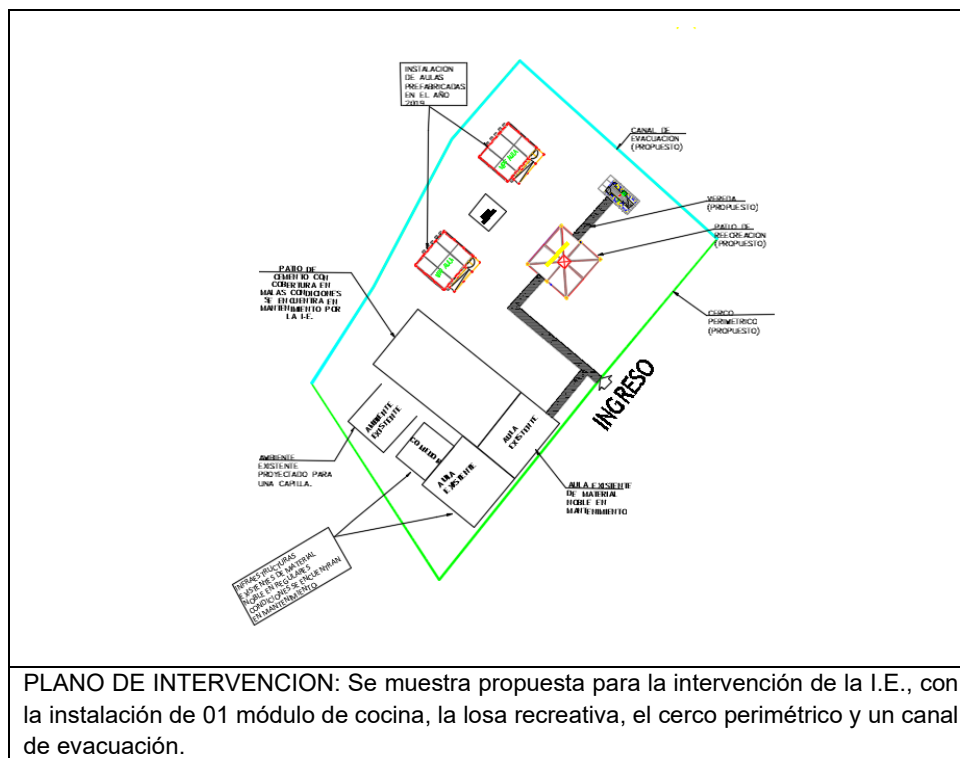 INSTALACION
DE AULAS
PREFABRICADAS
EN EL AÑO
2019
CANAL DE
EVACUACION
(PROPUESTO)
VEREDA
(PROPUESTO)
PATIO DE
REECREACION
(PROPUESTO)
PATIO DE
CEMENTO CON
COBERTURA EN
MALAS CONDICIONES
SE ENCUENTRA EN
MANTENIMIENTO POR
LA I.E.
CERCO
PERIMETRICO
(PROPUESTO)
INGRESO
AMBIENTE
EXISTENTE
COMEDOR
AULA
EXISTENTE
AULA
EXISTENTE
AMBIENTE
EXISTENTE
PROYECTADO PARA
UNA CAPILLA.
AULA EXISTENTE
DE MATERIAL
NOBLE EN
MANTENIMIENTO
INFRAESTRUCTURAS
EXISTENTES DE MATERIAL
NOBLE EN REGULARES
CONDICIONES SE ENCUENTRAN
EN MANTENIMIENTO
PLANO DE INTERVENCION: Se muestra propuesta para la intervención de la I.E., con
la instalación de 01 módulo de cocina, la losa recreativa, el cerco perimétrico y un canal
de evacuación.